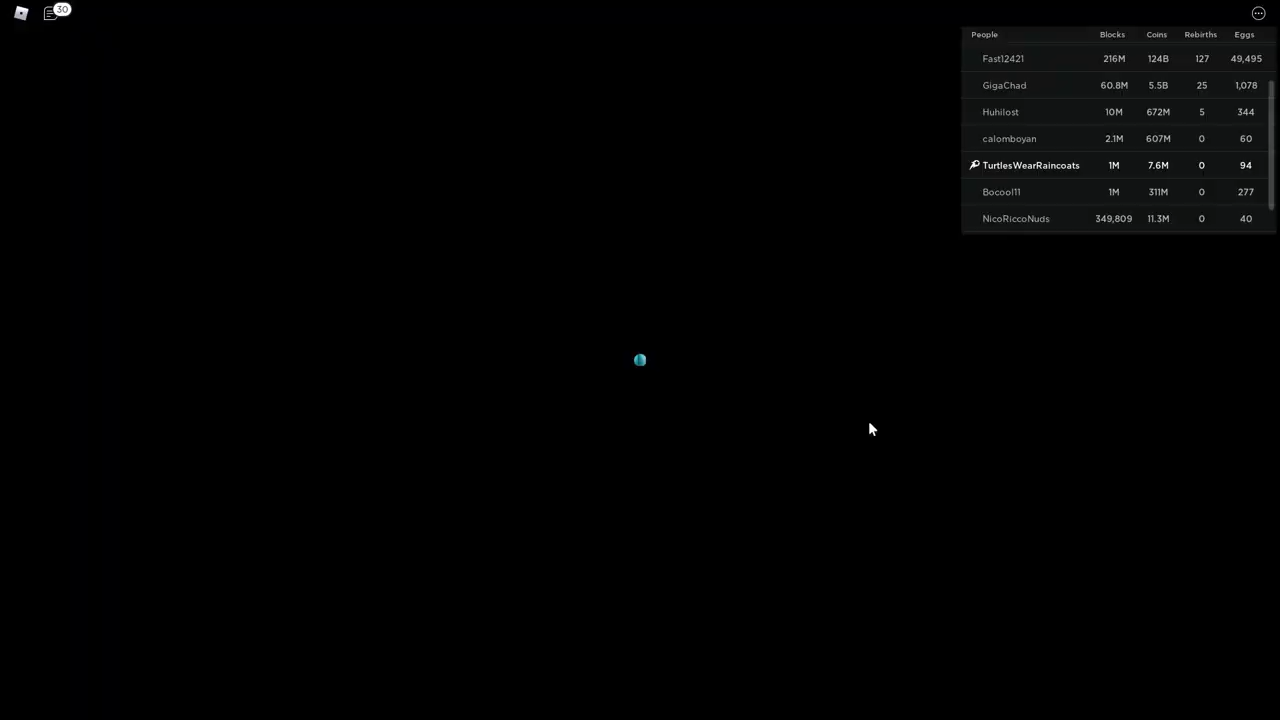 30
People Blocks Coins Rebirths Eggs
Fast12421 216M 124B 127 49,495
GigaChad 60.8M 5.5B 25 1,078
Huhilost 10M 672M 5 344
calomboyan 2.1M 607M 0 60
TurtlesWearRaincoats 1M 7.6M 0 94
Bocool11 1M 311M 0 277
NicoRiccoNuds 349,809 11.3M 0 40